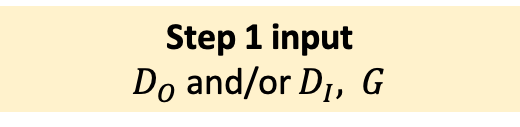 Step 1 input
D_O and/or D_I, G